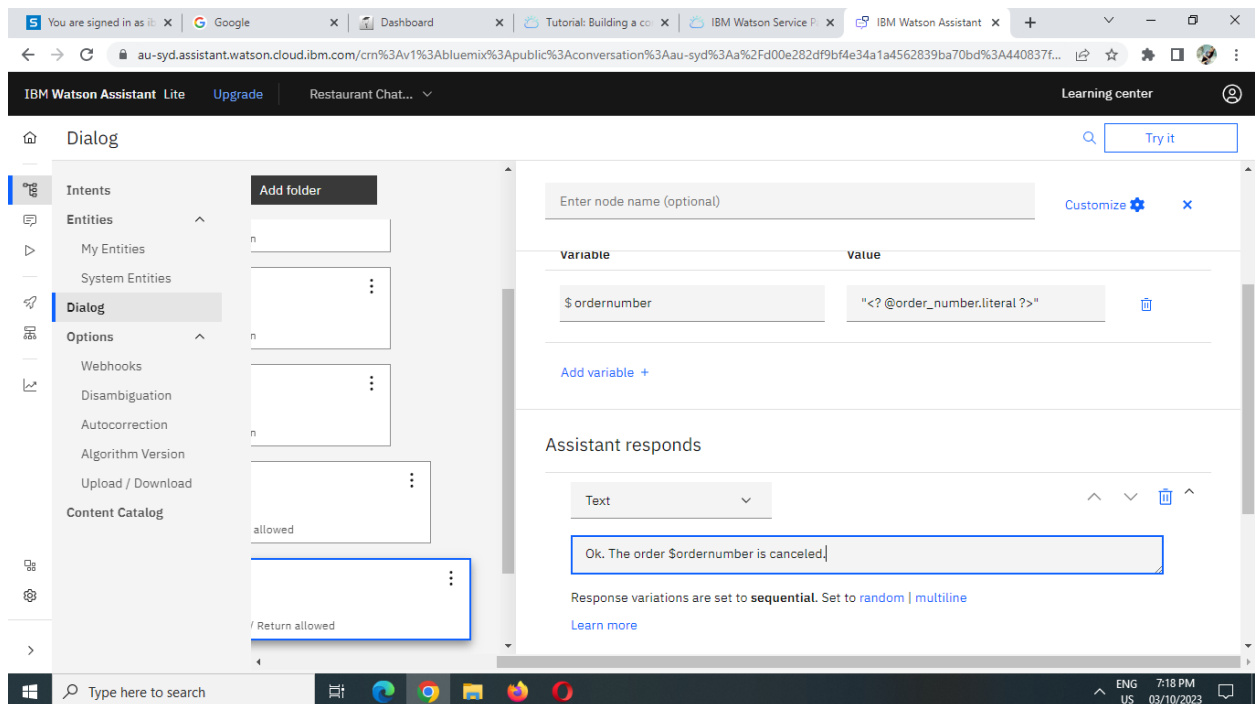 You are signed in as ib
Google
Dashboard
Tutorial: Building a co
IBM Watson Service P
IBM Watson Assistant
au-syd.assistant.watson.cloud.ibm.com/crn%3Av1%3Abluemix%3Apublic%3Aconversation%3Aau-syd%3Aa%2Fd00e282df9bf4e34a1a4562839ba70bd%3A440837f...
IBM Watson Assistant Lite Upgrade Restaurant Chat... Learning center
Dialog Try it
Intents
Entities
My Entities
System Entities
Dialog
Options
Webhooks
Disambiguation
Autocorrection
Algorithm Version
Upload / Download
Content Catalog
Add folder
n
n
n
allowed
/ Return allowed
Enter node name (optional) Customize
Variable Value
$ ordernumber "<? @order_number.literal ?>"
Add variable +
Assistant responds
Text
Ok. The order $ordernumber is canceled.
Response variations are set to sequential. Set to random | multiline
Learn more
Type here to search
ENG 7:18 PM
US 03/10/2023